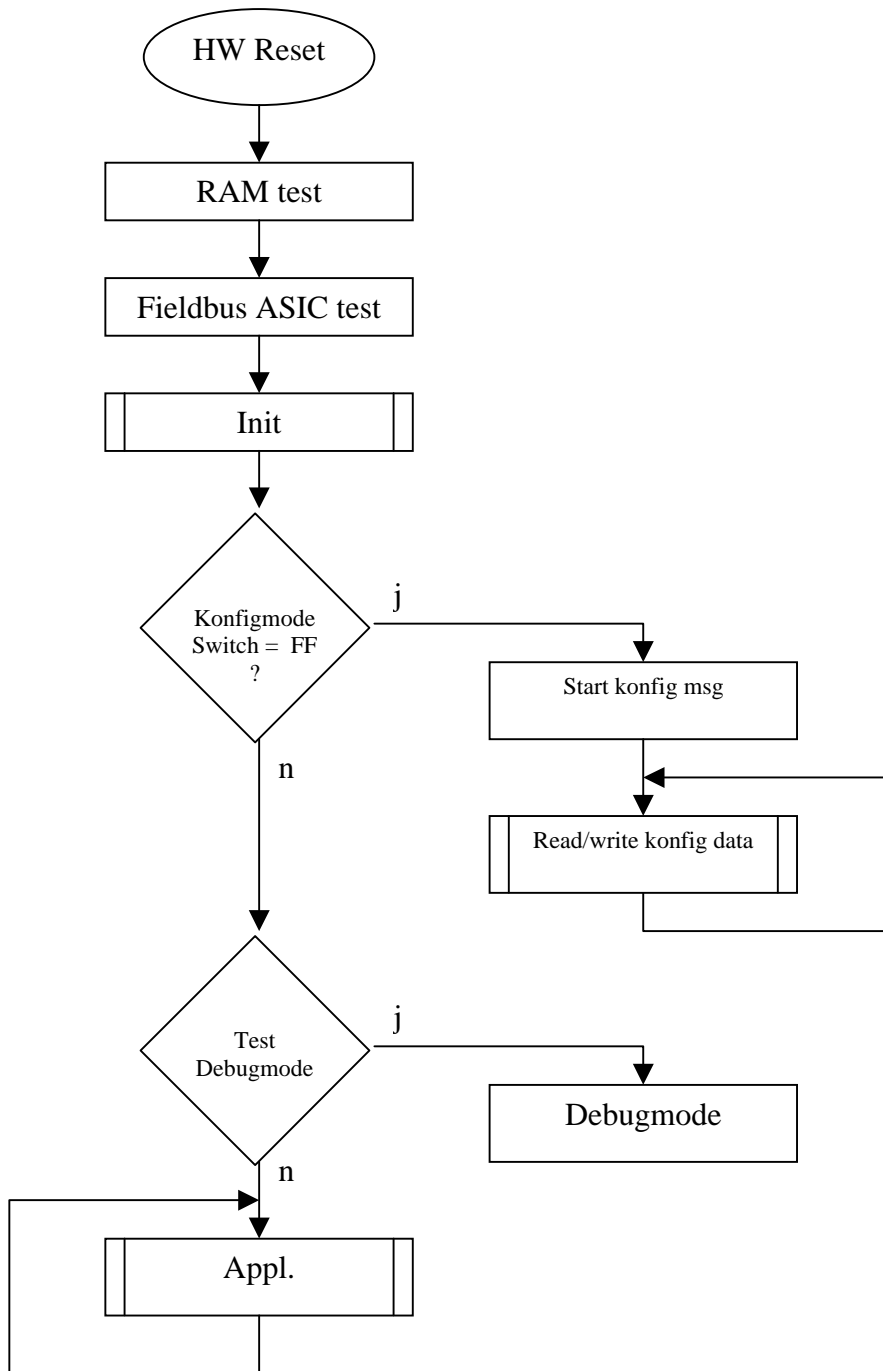 HW Reset
RAM test
Fieldbus ASIC test
Init
Konfigmode
Switch = FF
?
j
Start konfig msg
n
Read/write konfig data
Test
Debugmode
j
Debugmode
n
Appl.